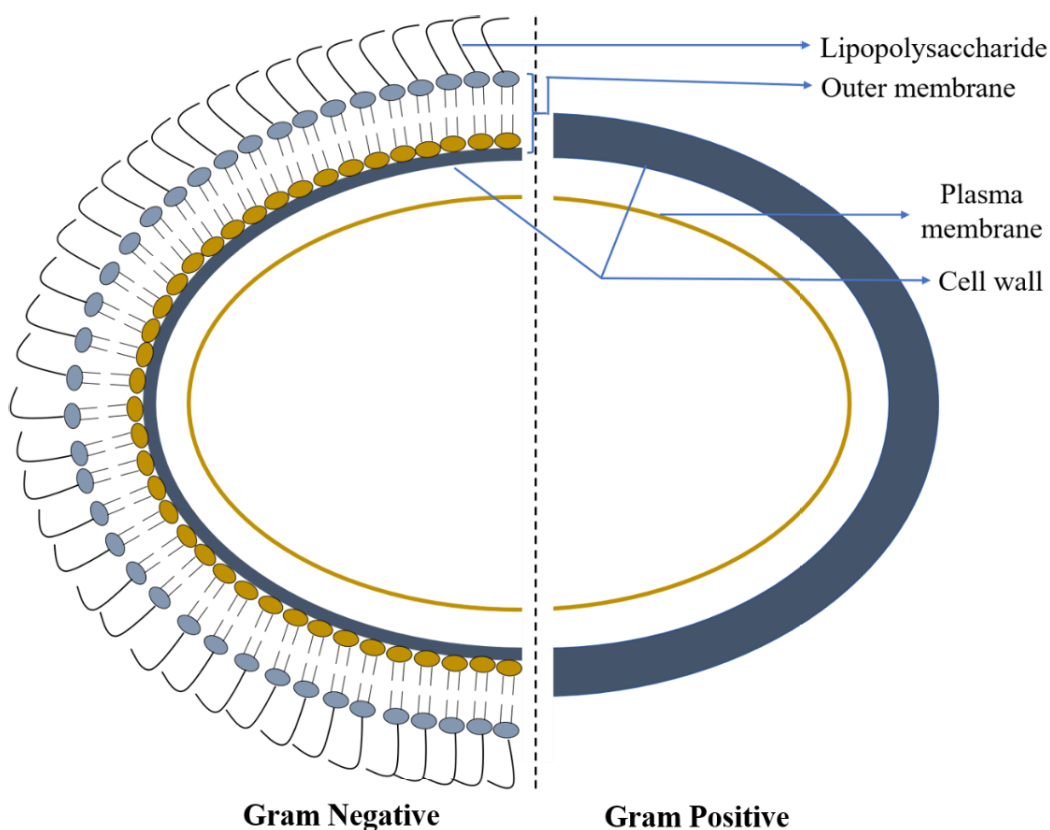 Lipopolysaccharide
Outer membrane
Plasma
membrane
Cell wall
Gram Negative
Gram Positive